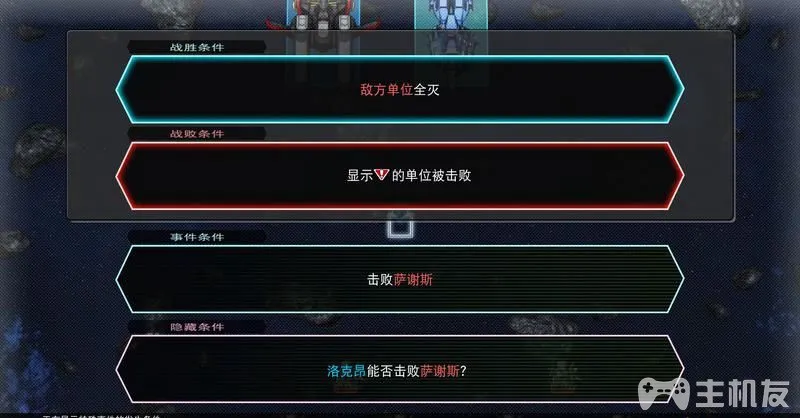 战胜条件
敌方单位全灭
战败条件
显示的单位被击败
事件条件
击败萨谢斯
隐藏条件
洛克昂能否击败萨谢斯?
主机友